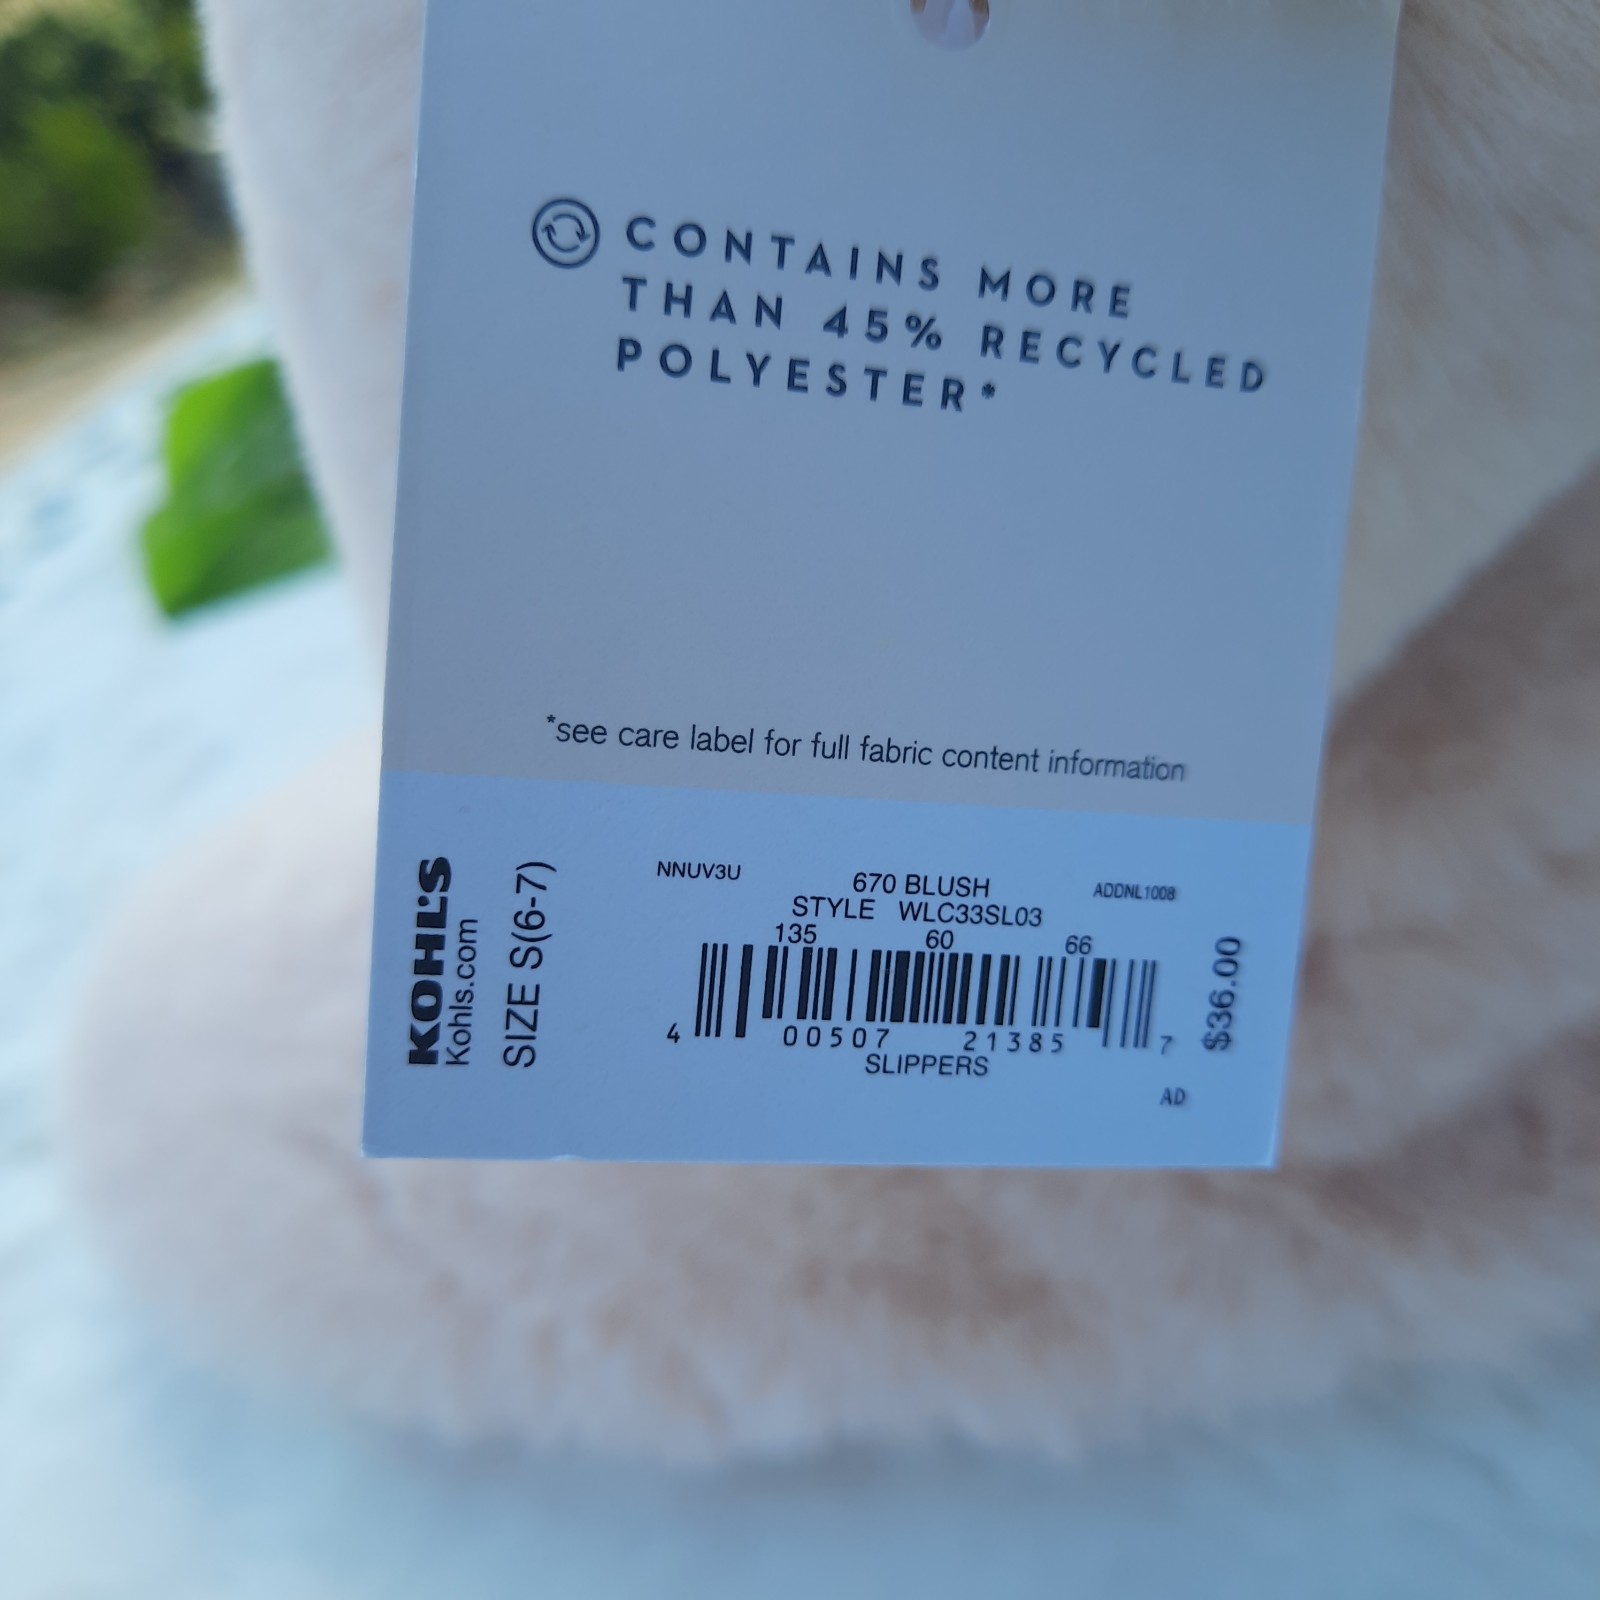 CONTAINS MORE
THAN 45% RECYCLED
POLYESTER*
*see care label for full fabric content information
KOHL'S
Kohls.com
SIZE S(6-7)
NNUV3U
670 BLUSH
ADDNL1008
STYLE WLC33SL03
135 60 66
4 00507 21385 7
SLIPPERS
$36.00
AD